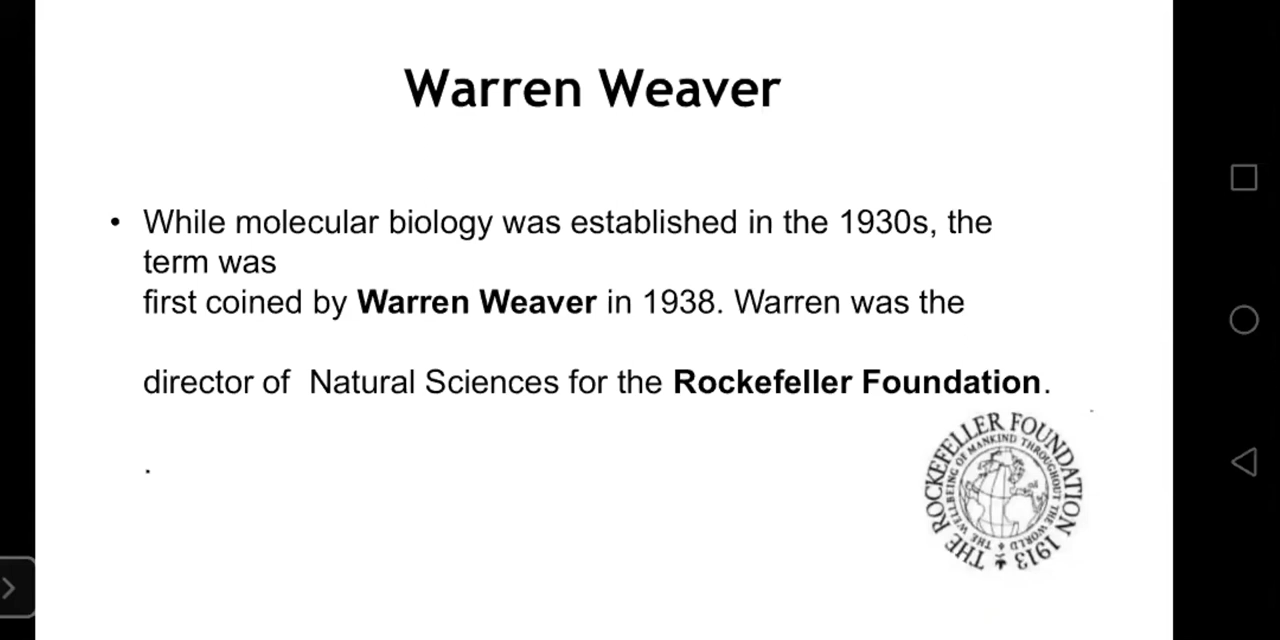 Warren Weaver
• While molecular biology was established in the 1930s, the
term was
first coined by Warren Weaver in 1938. Warren was the
director of  Natural Sciences for the Rockefeller Foundation.
.
THE ROCKEFELLER FOUNDATION 1913
THE WELLBEING OF MANKIND THROUGHOUT THE WORLD